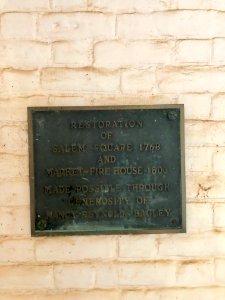 RESTORATION
OF
SALEM SQUARE 1768
AND
MARKET-FIRE HOUSE 1803
MADE POSSIBLE THROUGH
GENEROSITY OF
NANCY REYNOLDS BAGLEY